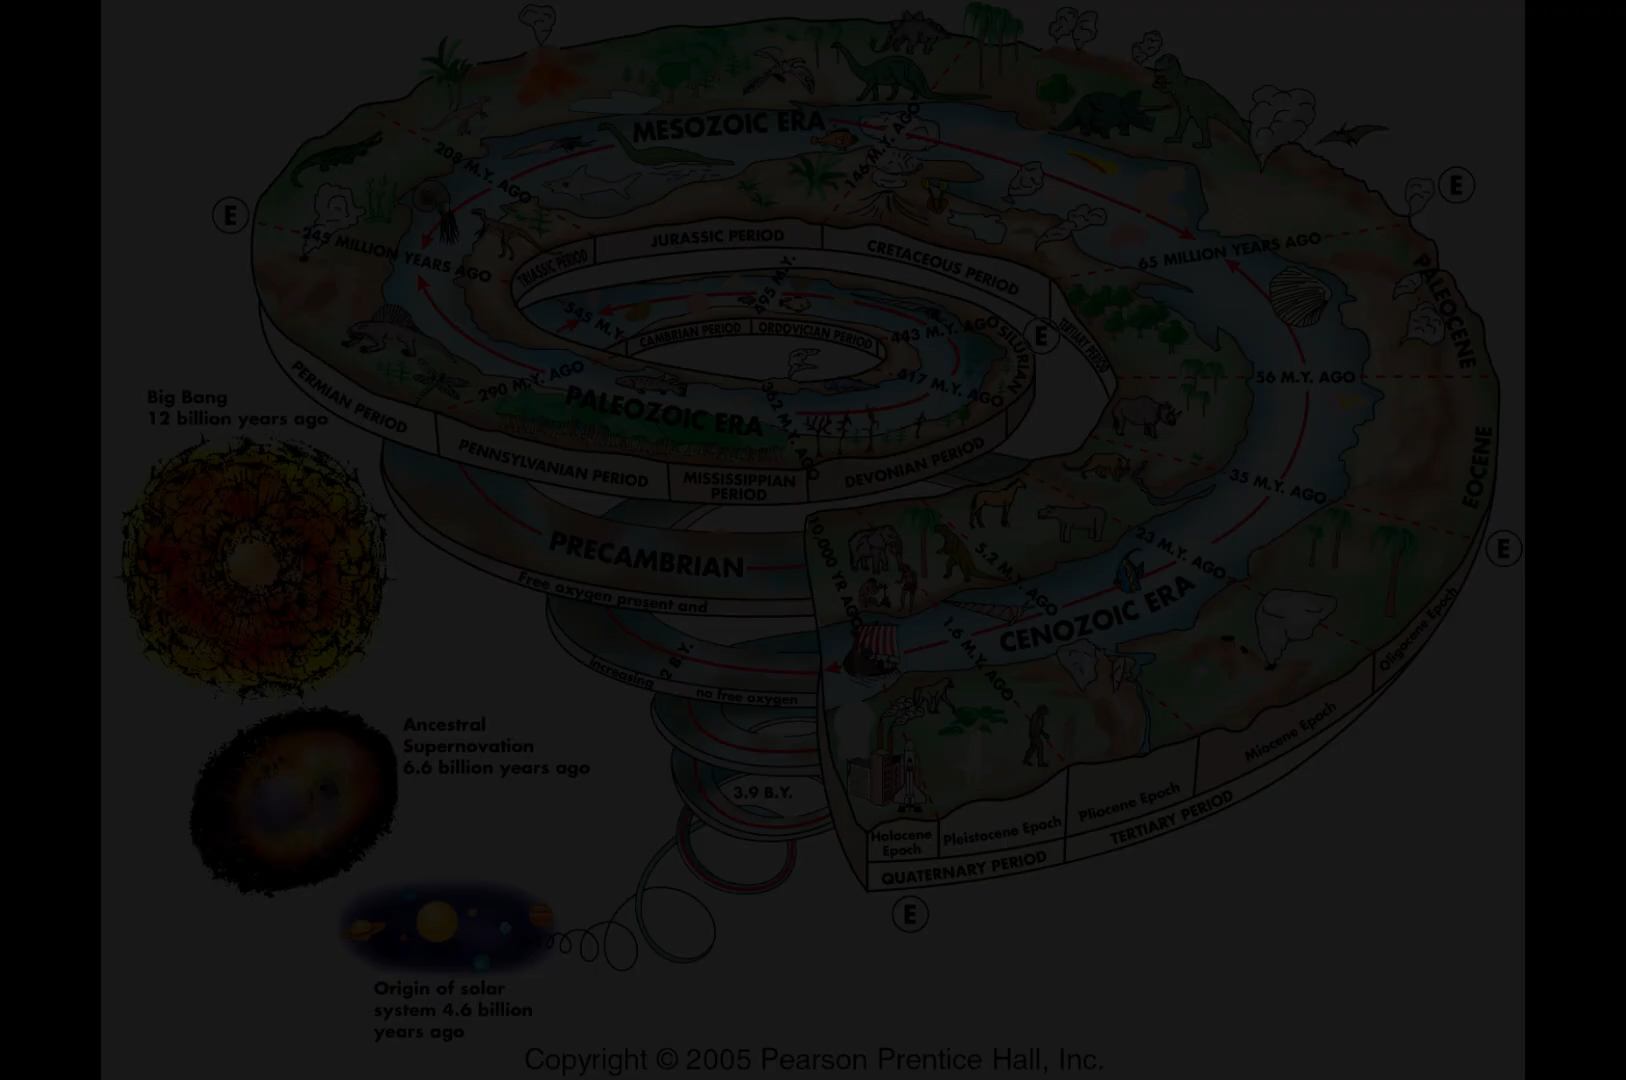 MESOZOIC ERA
146 M.Y. AGO
208 M.Y. AGO
E
E
245 MILLION YEARS AGO
JURASSIC PERIOD
TRIASSIC PERIOD
CRETACEOUS PERIOD
65 MILLION YEARS AGO
PALEOCENE
495 M.Y.
545 M.Y.
CAMBRIAN PERIOD
ORDOVICIAN PERIOD
443 M.Y. AGO
SILURIAN
E
TERTIARY PERIOD
417 M.Y. AGO
56 M.Y. AGO
290 M.Y. AGO
PALEOZOIC ERA
362 M.Y. AGO
PERMIAN PERIOD
Big Bang
12 billion years ago
PENNSYLVANIAN PERIOD
MISSISSIPPIAN
PERIOD
DEVONIAN PERIOD
EOCENE
35 M.Y. AGO
PRECAMBRIAN
10,000 YR AGO
5.2 M.Y. AGO
23 M.Y. AGO
E
Free oxygen present and
CENOZOIC ERA
1.6 M.Y. AGO
Oligocene Epoch
2 B.Y.
increasing
no free oxygen
Ancestral
Supernovation
6.6 billion years ago
Miocene Epoch
3.9 B.Y.
Pliocene Epoch
TERTIARY PERIOD
Holocene
Epoch
Pleistocene Epoch
QUATERNARY PERIOD
E
Origin of solar
system 4.6 billion
years ago
Copyright © 2005 Pearson Prentice Hall, Inc.